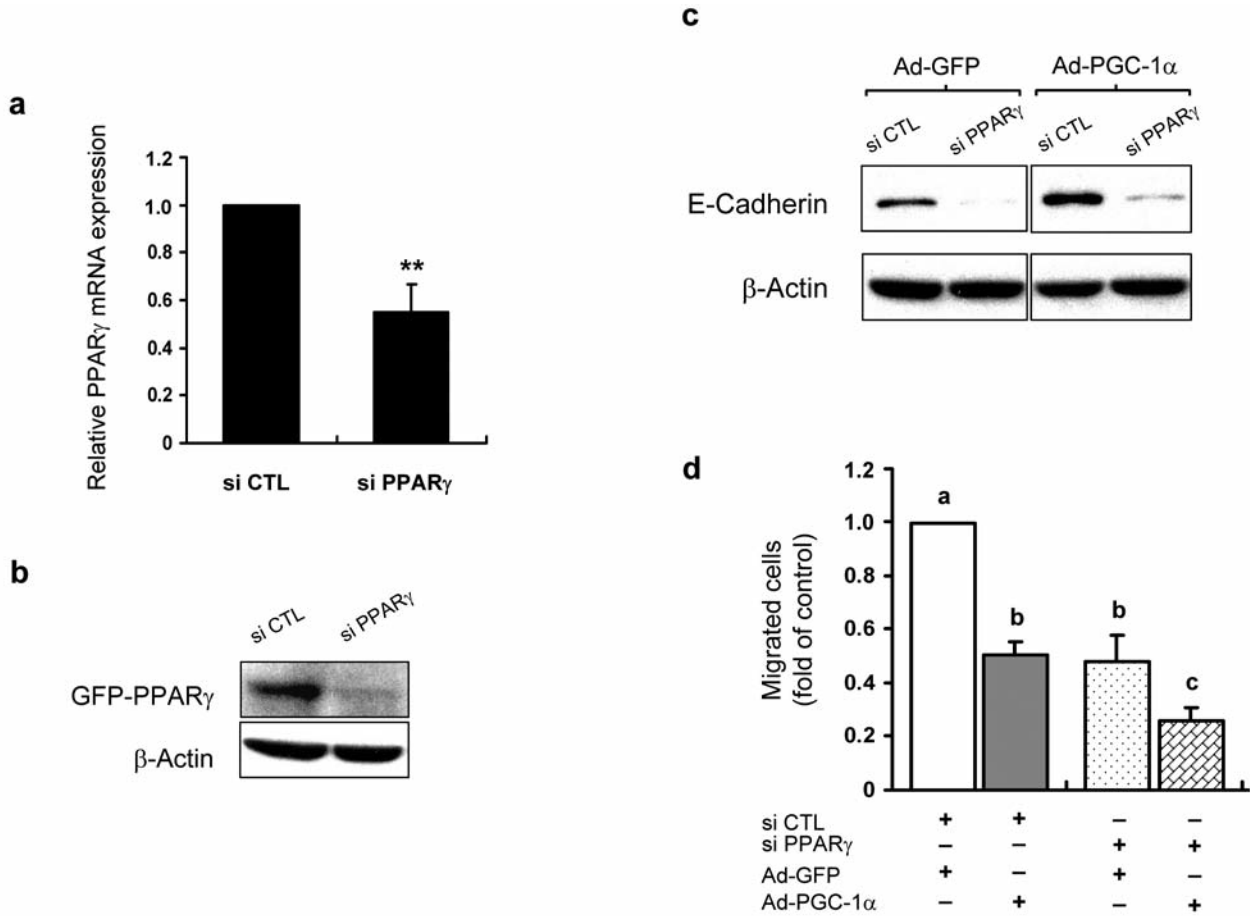 a
Relative PPARγ mRNA expression
1.2
1.0
0.8
0.6
0.4
0.2
0
**
si CTL si PPARγ
b
si CTL si PPARγ
GFP-PPARγ
β-Actin
c
Ad-GFP Ad-PGC-1α
si CTL si PPARγ si CTL si PPARγ
E-Cadherin
β-Actin
d
Migrated cells
(fold of control)
1.2
1.0
0.8
0.6
0.4
0.2
0
a
b
b
c
si CTL + + – –
si PPARγ – – + +
Ad-GFP + – + –
Ad-PGC-1α – + – +